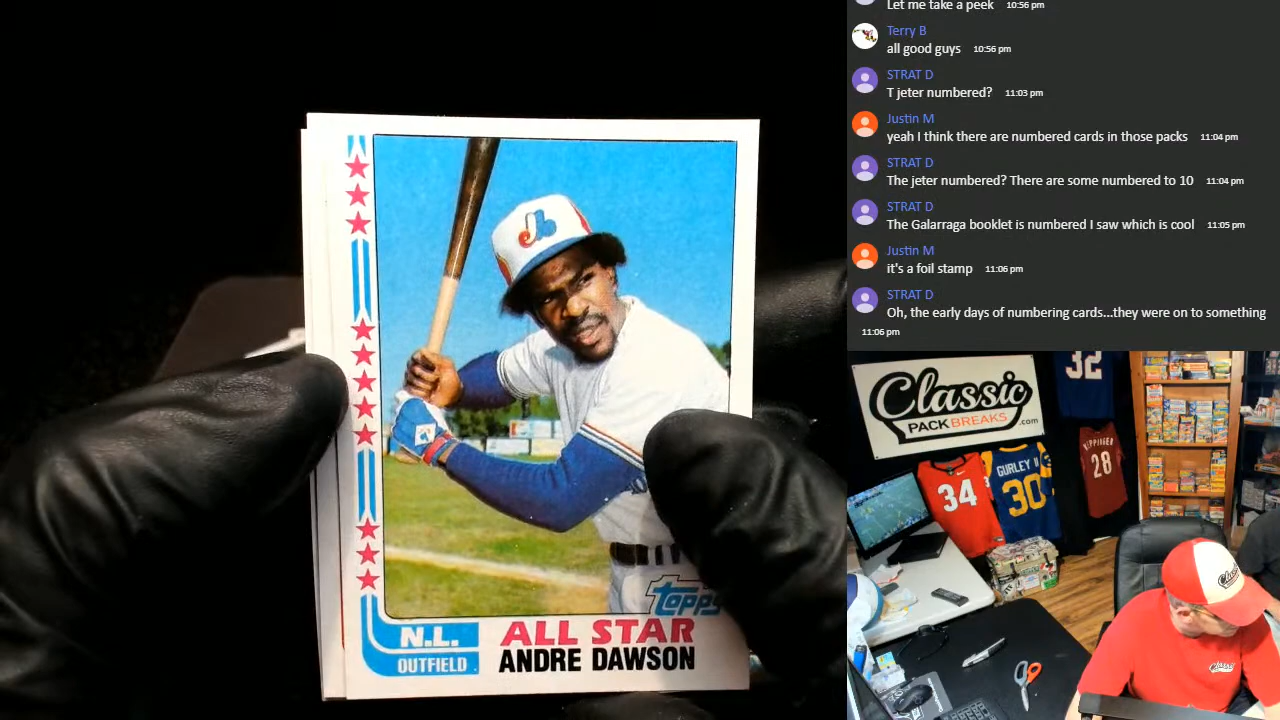 Let me take a peek 10:56 pm
Terry B
all good guys 10:56 pm
STRAT D
T jeter numbered? 11:03 pm
Justin M
yeah I think there are numbered cards in those packs 11:04 pm
STRAT D
The jeter numbered? There are some numbered to 10 11:04 pm
STRAT D
The Galarraga booklet is numbered I saw which is cool 11:05 pm
Justin M
it's a foil stamp 11:06 pm
STRAT D
Oh, the early days of numbering cards...they were on to something
11:06 pm
topps
N.L.
OUTFIELD
ALL STAR
ANDRE DAWSON
Classic
PACK BREAKS .com
32
34
GURLEY II
30
KIPPINGER
28